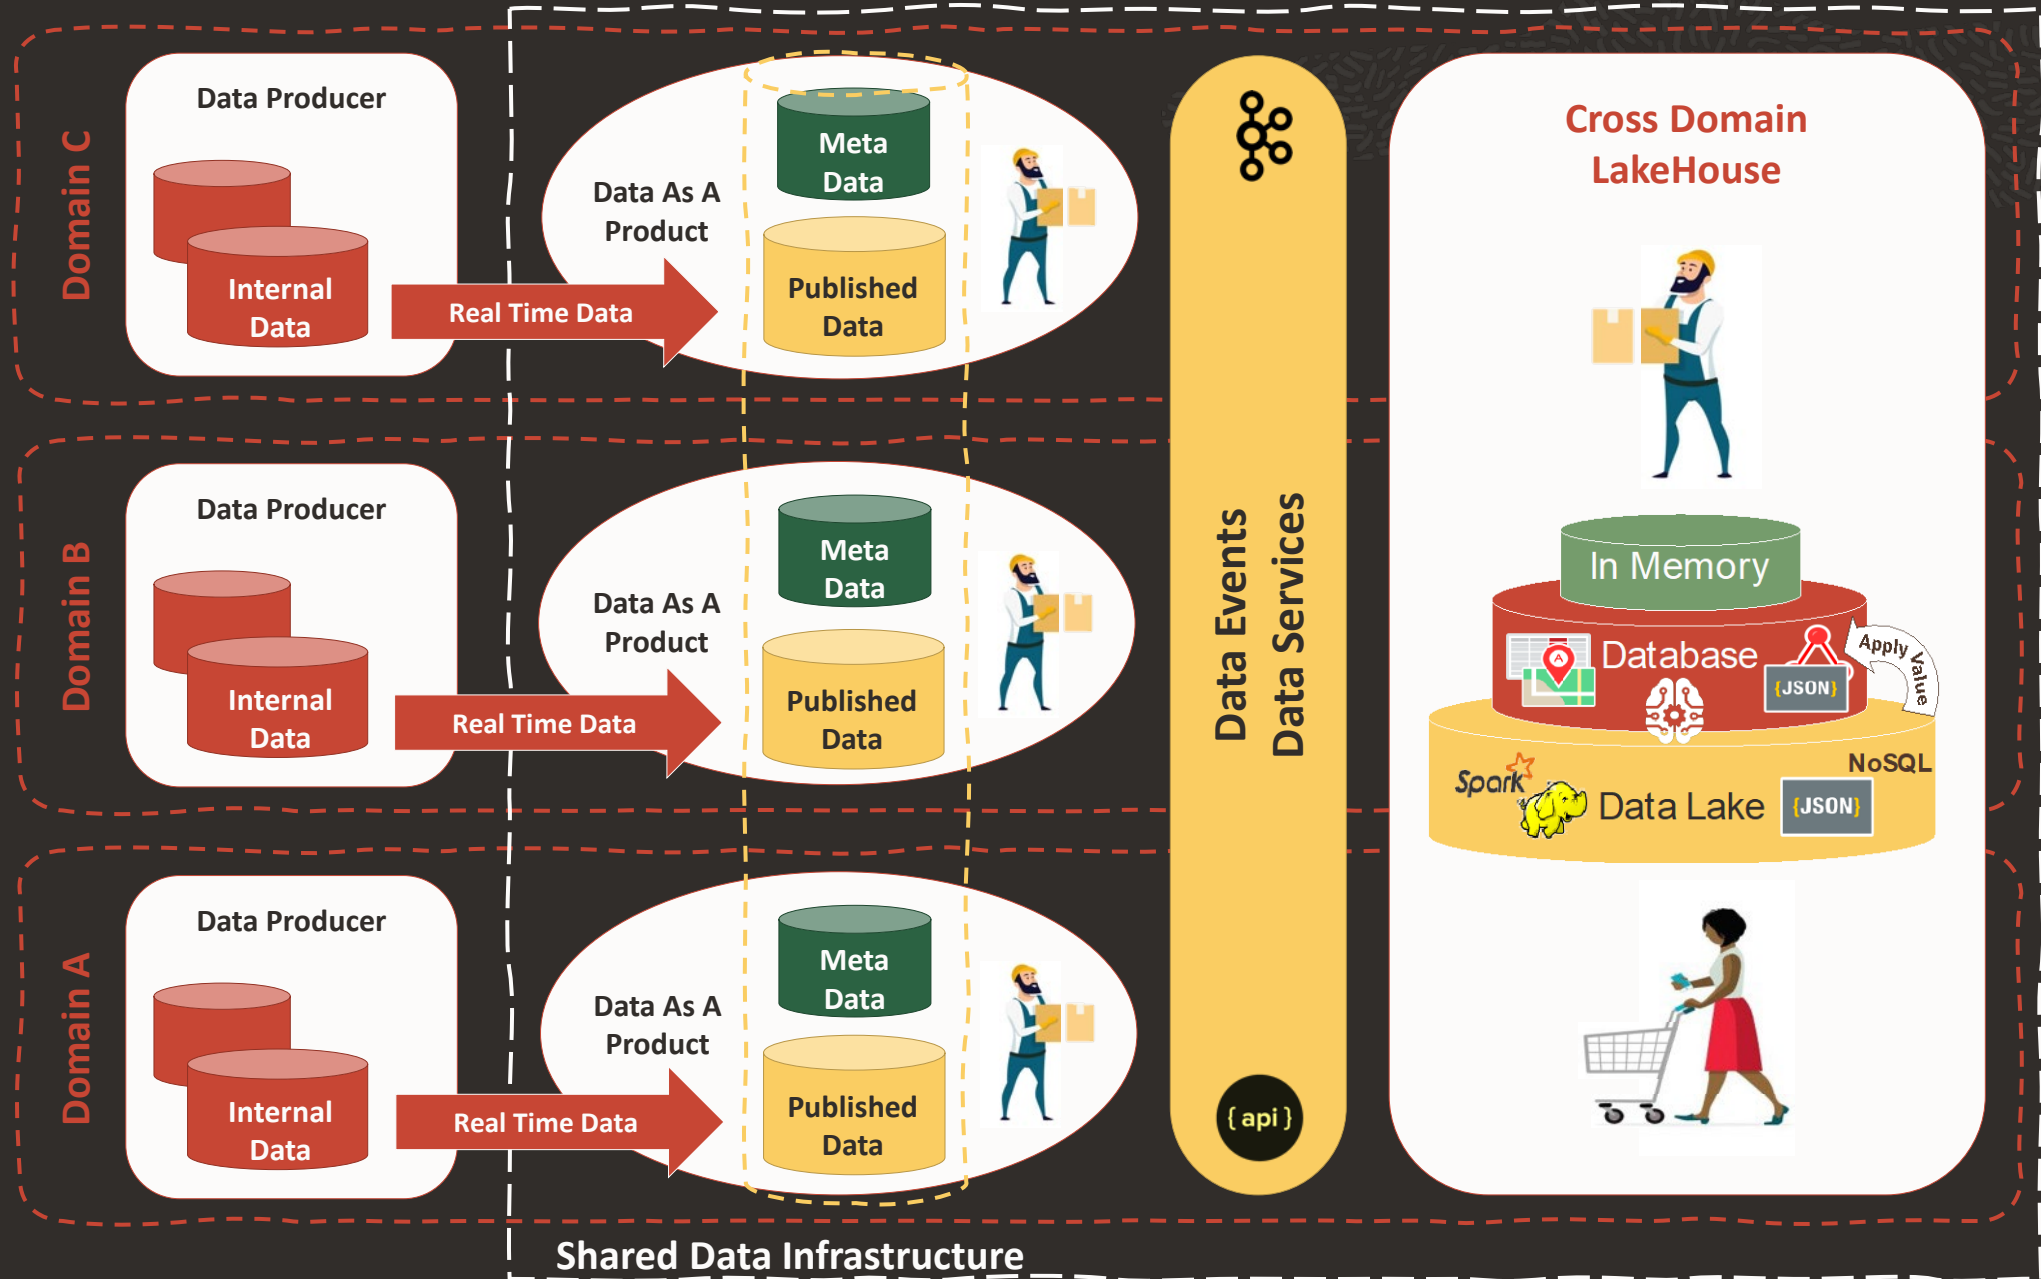 Domain C
Data Producer
Internal
Data
Real Time Data
Data As A
Product
Meta
Data
Published
Data
Domain B
Data Producer
Internal
Data
Real Time Data
Data As A
Product
Meta
Data
Published
Data
Domain A
Data Producer
Internal
Data
Real Time Data
Data As A
Product
Meta
Data
Published
Data
Data Events
Data Services
{ api }
Cross Domain
LakeHouse
In Memory
A
Database
{JSON}
Apply Value
Spark
NoSQL
Data Lake
{JSON}
Shared Data Infrastructure